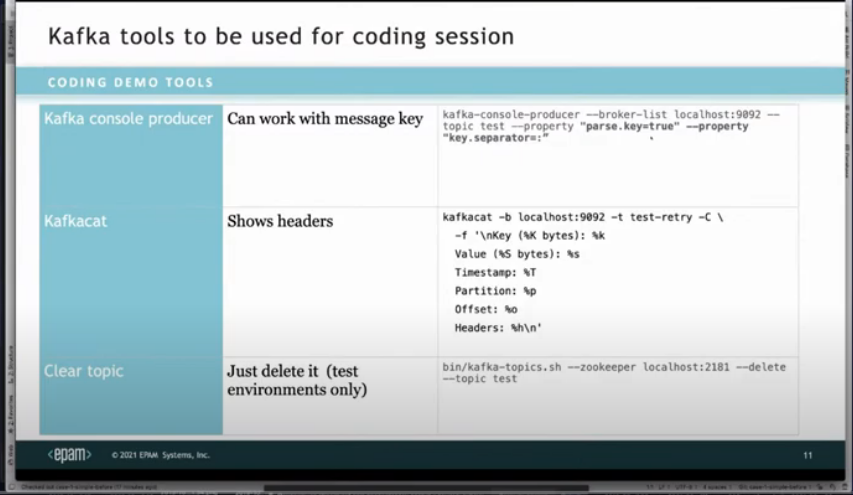 Kafka tools to be used for coding session
CODING DEMO TOOLS
Kafka console producer
Can work with message key
kafka-console-producer --broker-list localhost:9092 --
topic test --property "parse.key=true" --property
"key.separator=:"
Kafkacat
Shows headers
kafkacat -b localhost:9092 -t test-retry -C \
-f '\nKey (%K bytes): %k
Value (%S bytes): %s
Timestamp: %T
Partition: %p
Offset: %o
Headers: %h\n'
Clear topic
Just delete it (test
environments only)
bin/kafka-topics.sh --zookeeper localhost:2181 --delete
--topic test
<epam>
© 2021 EPAM Systems, Inc.
11